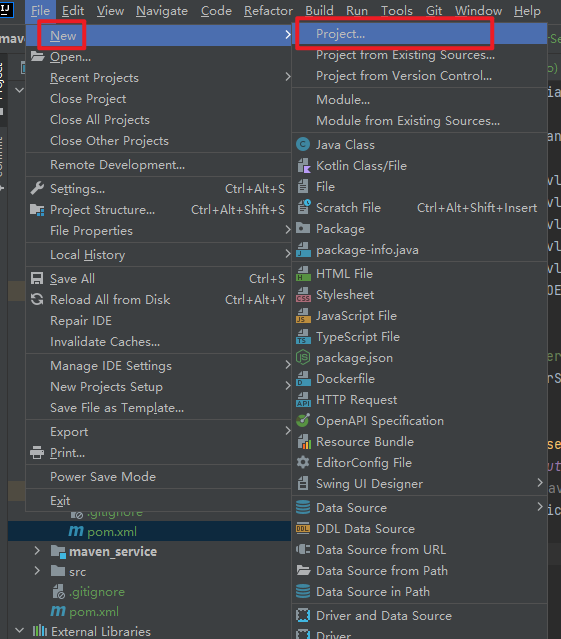 IJ File Edit View Navigate Code Refactor Build Run Tools Git Window Help
New
Open...
Recent Projects
Close Project
Close All Projects
Close Other Projects
Remote Development...
Settings... Ctrl+Alt+S
Project Structure... Ctrl+Alt+Shift+S
File Properties
Local History
Save All Ctrl+S
Reload All from Disk Ctrl+Alt+Y
Repair IDE
Invalidate Caches...
Manage IDE Settings
New Projects Setup
Save File as Template...
Export
Print...
Power Save Mode
Exit
Project...
Project from Existing Sources...
Project from Version Control...
Module...
Module from Existing Sources...
Java Class
Kotlin Class/File
File
Scratch File Ctrl+Alt+Shift+Insert
Package
package-info.java
HTML File
Stylesheet
JavaScript File
TypeScript File
package.json
Dockerfile
HTTP Request
OpenAPI Specification
Resource Bundle
EditorConfig File
Swing UI Designer
Data Source
DDL Data Source
Data Source from URL
Data Source from Path
Data Source in Path
Driver and Data Source
Driver
.gitignore
pom.xml
maven_service
src
.gitignore
pom.xml
External Libraries